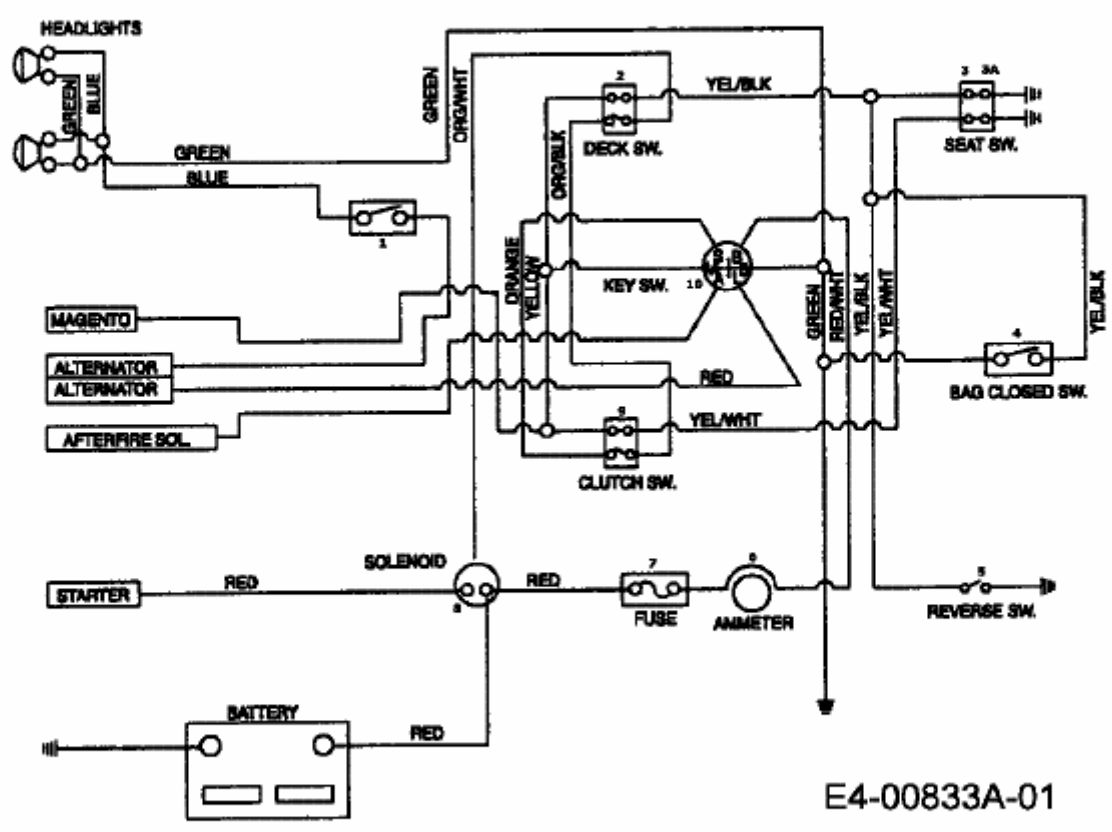 HEADLIGHTS
GREEN
BLUE
GREEN
ORG/WHT
GREEN
BLUE
1
2
DECK SW.
YEL/BLK
3 3A
SEAT SW.
ORG/BLK
ORANGE
YELLOW
KEY SW.
10
GREEN
RED/WHT
YEL/BLK
YEL/WHT
YEL/BLK
4
BAG CLOSED SW.
MAGENTO
ALTERNATOR
ALTERNATOR
AFTERFIRE SOL.
RED
YEL/WHT
CLUTCH SW.
SOLENOID
STARTER
RED
RED
7
FUSE
AMMETER
5
REVERSE SW.
BATTERY
RED
E4-00833A-01